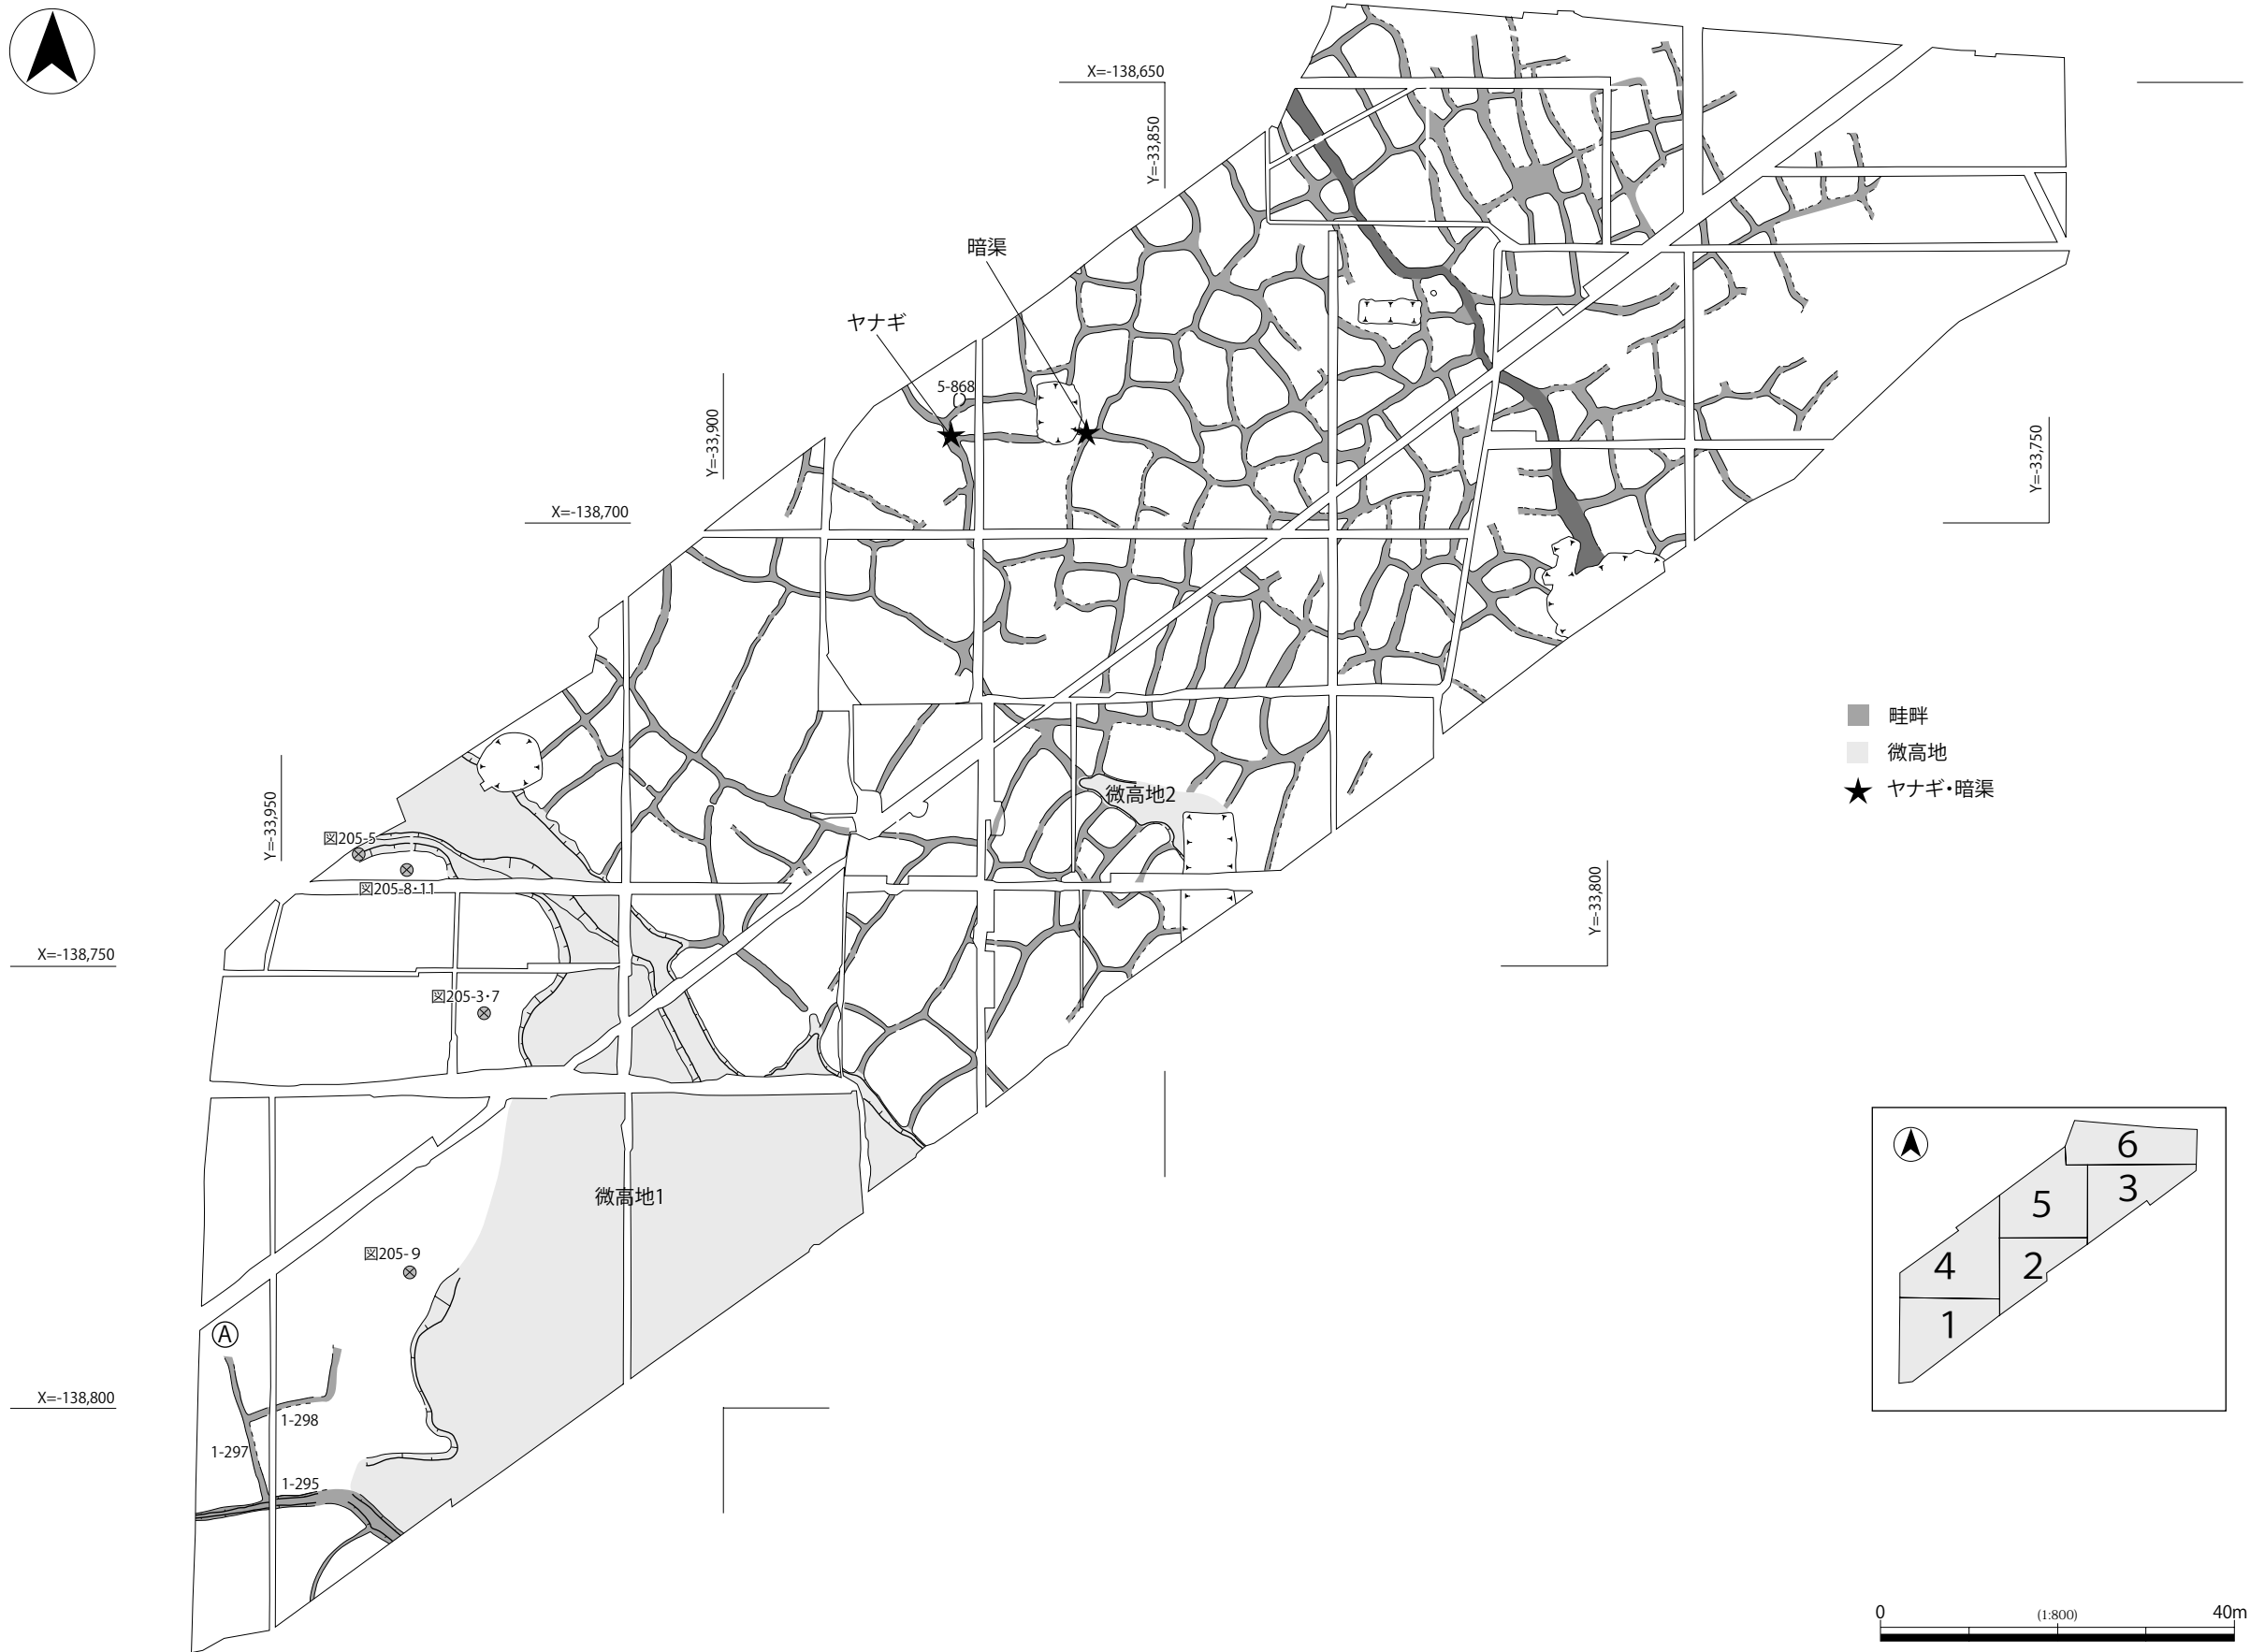 X=-138,650
Y=-33,850
暗渠
ヤナギ
5-868
Y=-33,900
Y=-33,750
X=-138,700
畦畔
微高地
ヤナギ・暗渠
微高地2
Y=-33,950
図205-5
図205-8・11
Y=-33,800
X=-138,750
図205-3・7
微高地1
6
3
5
4
2
1
図205-9
A
X=-138,800
1-298
1-297
1-295
0
(1:800)
40m